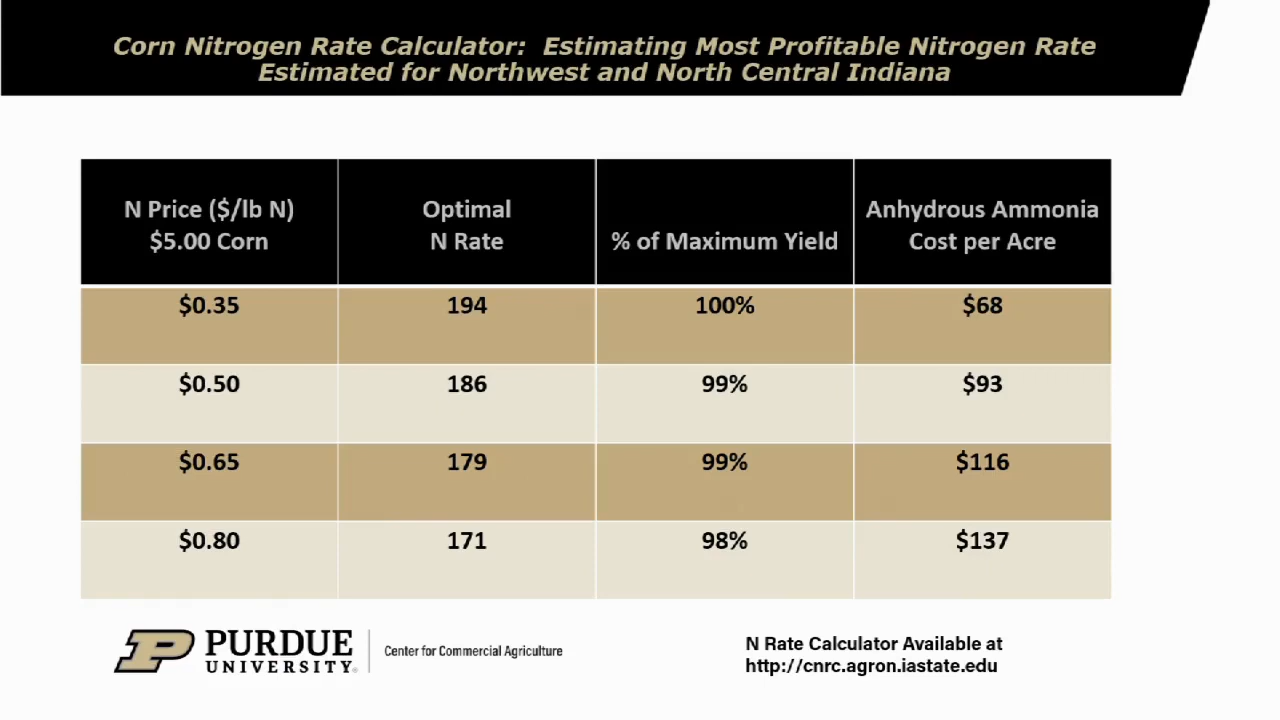 Corn Nitrogen Rate Calculator: Estimating Most Profitable Nitrogen Rate
Estimated for Northwest and North Central Indiana
N Price ($/lb N)
$5.00 Corn
Optimal
N Rate
% of Maximum Yield
Anhydrous Ammonia
Cost per Acre
$0.35 194 100% $68
$0.50 186 99% $93
$0.65 179 99% $116
$0.80 171 98% $137
PURDUE
UNIVERSITY®
Center for Commercial Agriculture
N Rate Calculator Available at
http://cnrc.agron.iastate.edu